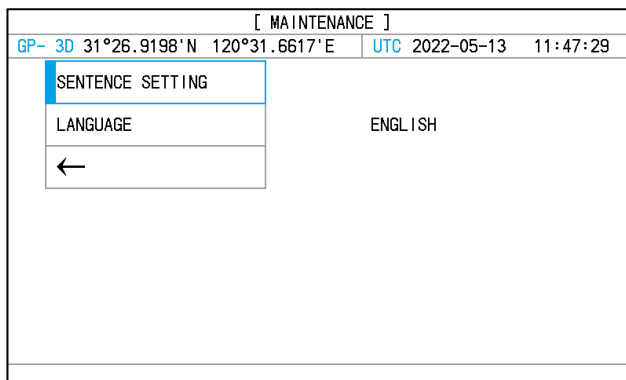 [ MAINTENANCE ]
GP- 3D 31°26.9198'N 120°31.6617'E UTC 2022-05-13 11:47:29
SENTENCE SETTING
LANGUAGE ENGLISH
←